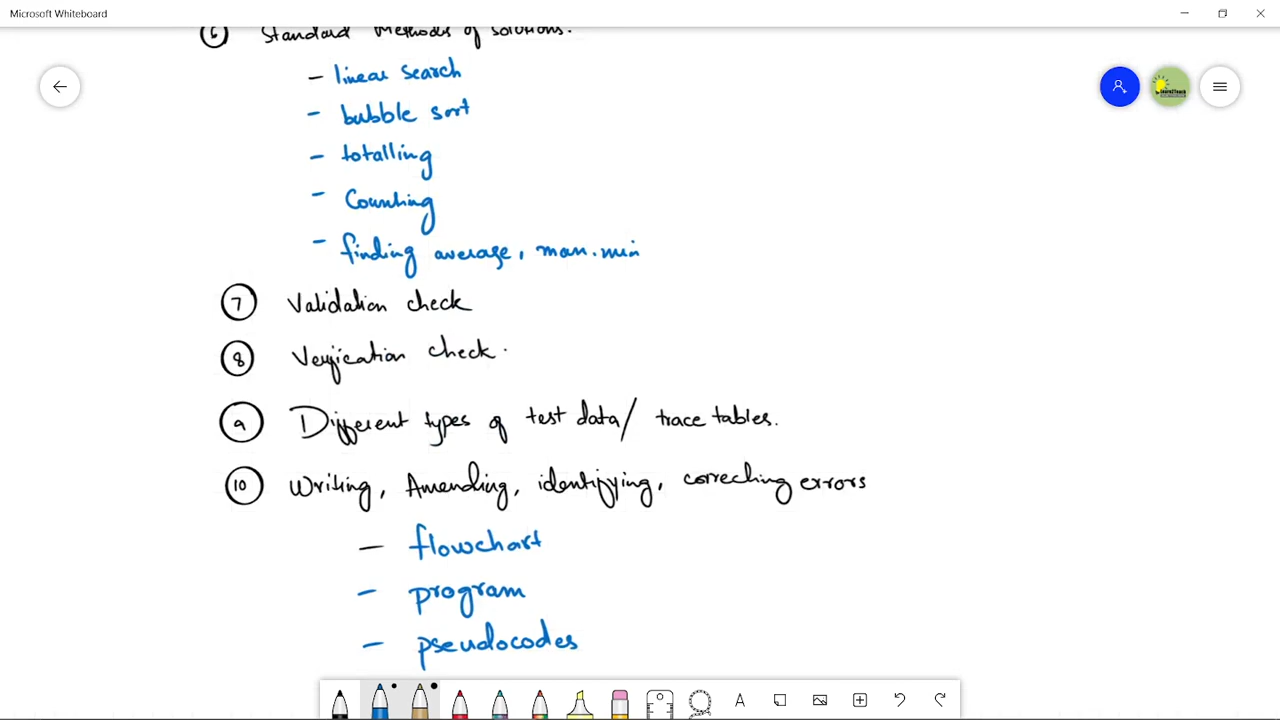 Microsoft Whiteboard
6 Standard Methods of solutions.
- linear search
- bubble sort
- totalling
- Counting
- finding average, max.min
7 Validation check
8 Verification check.
9 Different types of test data/ trace tables.
10 Writing, Amending, identifying, correcting errors
- flowchart
- program
- pseudocodes
A